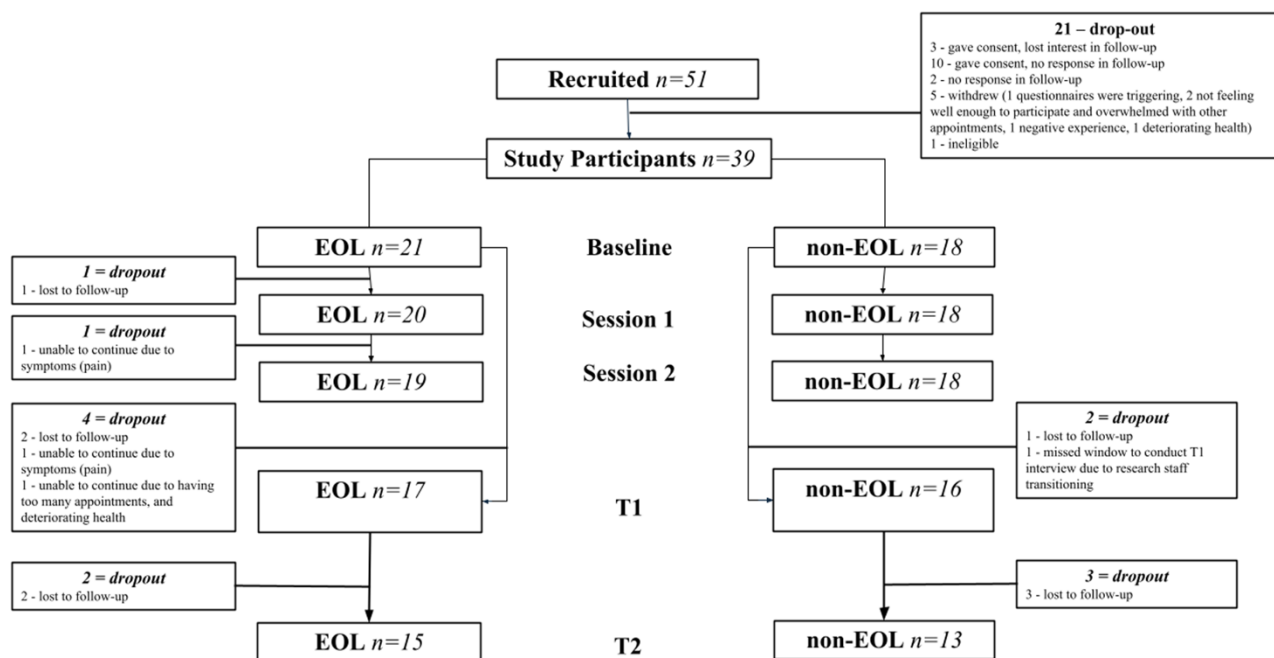 21 – drop-out
3 - gave consent, lost interest in follow-up
10 - gave consent, no response in follow-up
2 - no response in follow-up
5 - withdrew (1 questionnaires were triggering, 2 not feeling
well enough to participate and overwhelmed with other
appointments, 1 negative experience, 1 deteriorating health)
1 - ineligible
Recruited n=51
Study Participants n=39
EOL n=21
Baseline
non-EOL n=18
1 = dropout
1 - lost to follow-up
EOL n=20
Session 1
non-EOL n=18
1 = dropout
1 - unable to continue due to
symptoms (pain)
EOL n=19
Session 2
non-EOL n=18
4 = dropout
2 - lost to follow-up
1 - unable to continue due to
symptoms (pain)
1 - unable to continue due to having
too many appointments, and
deteriorating health
2 = dropout
1 - lost to follow-up
1 - missed window to conduct T1
interview due to research staff
transitioning
EOL n=17
T1
non-EOL n=16
2 = dropout
2 - lost to follow-up
3 = dropout
3 - lost to follow-up
EOL n=15
T2
non-EOL n=13